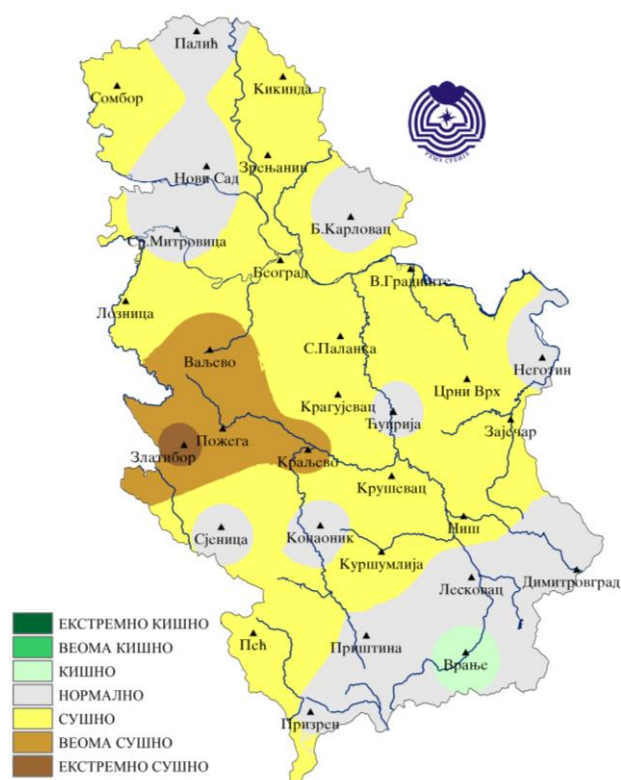 Палић
Сомбор
Кикинда
Зрењанин
Нови Сад
Б.Карловац
Ср.Митровица
Београд
В.Градиште
Лозница
С.Паланка
Ваљево
Неготин
Црни Врх
Крагујевац
Ћуприја
Зајечар
Пожега
Златибор
Краљево
Крушевац
Ниш
Сјеница
Копаоник
Куршумлија
Димитровград
Лесковац
Пећ
Приштина
Врање
Призрен
ЕКСТРЕМНО КИШНО
ВЕОМА КИШНО
КИШНО
НОРМАЛНО
СУШНО
ВЕОМА СУШНО
ЕКСТРЕМНО СУШНО